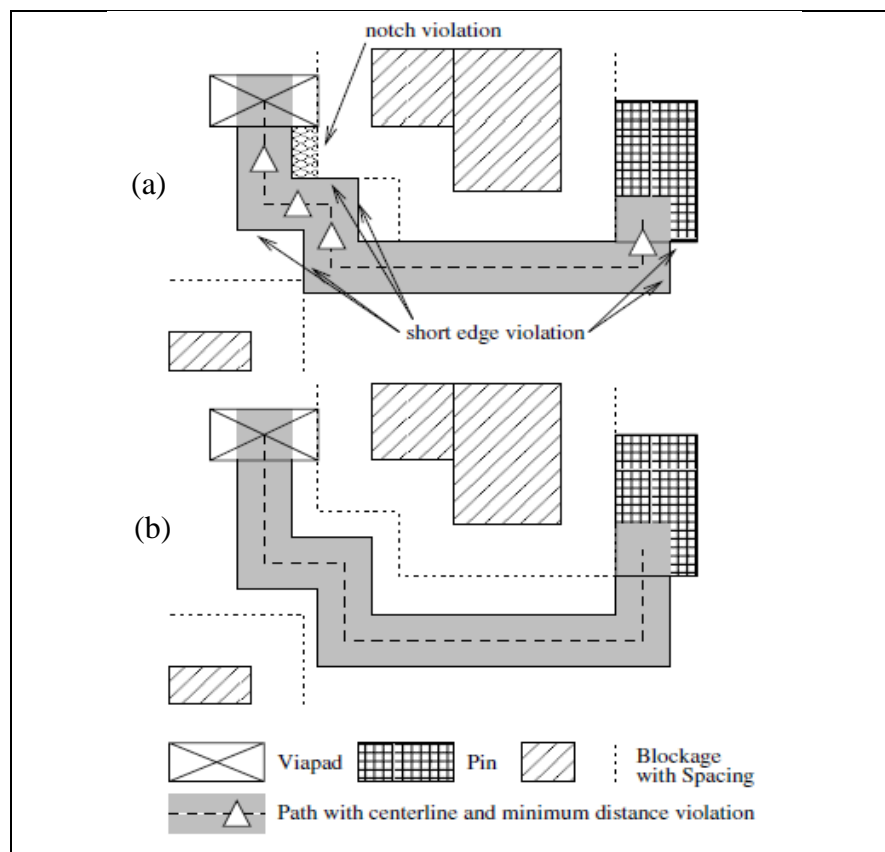 notch violation
(a)
short edge violation
(b)
Viapad
Pin
Blockage
with Spacing
Path with centerline and minimum distance violation